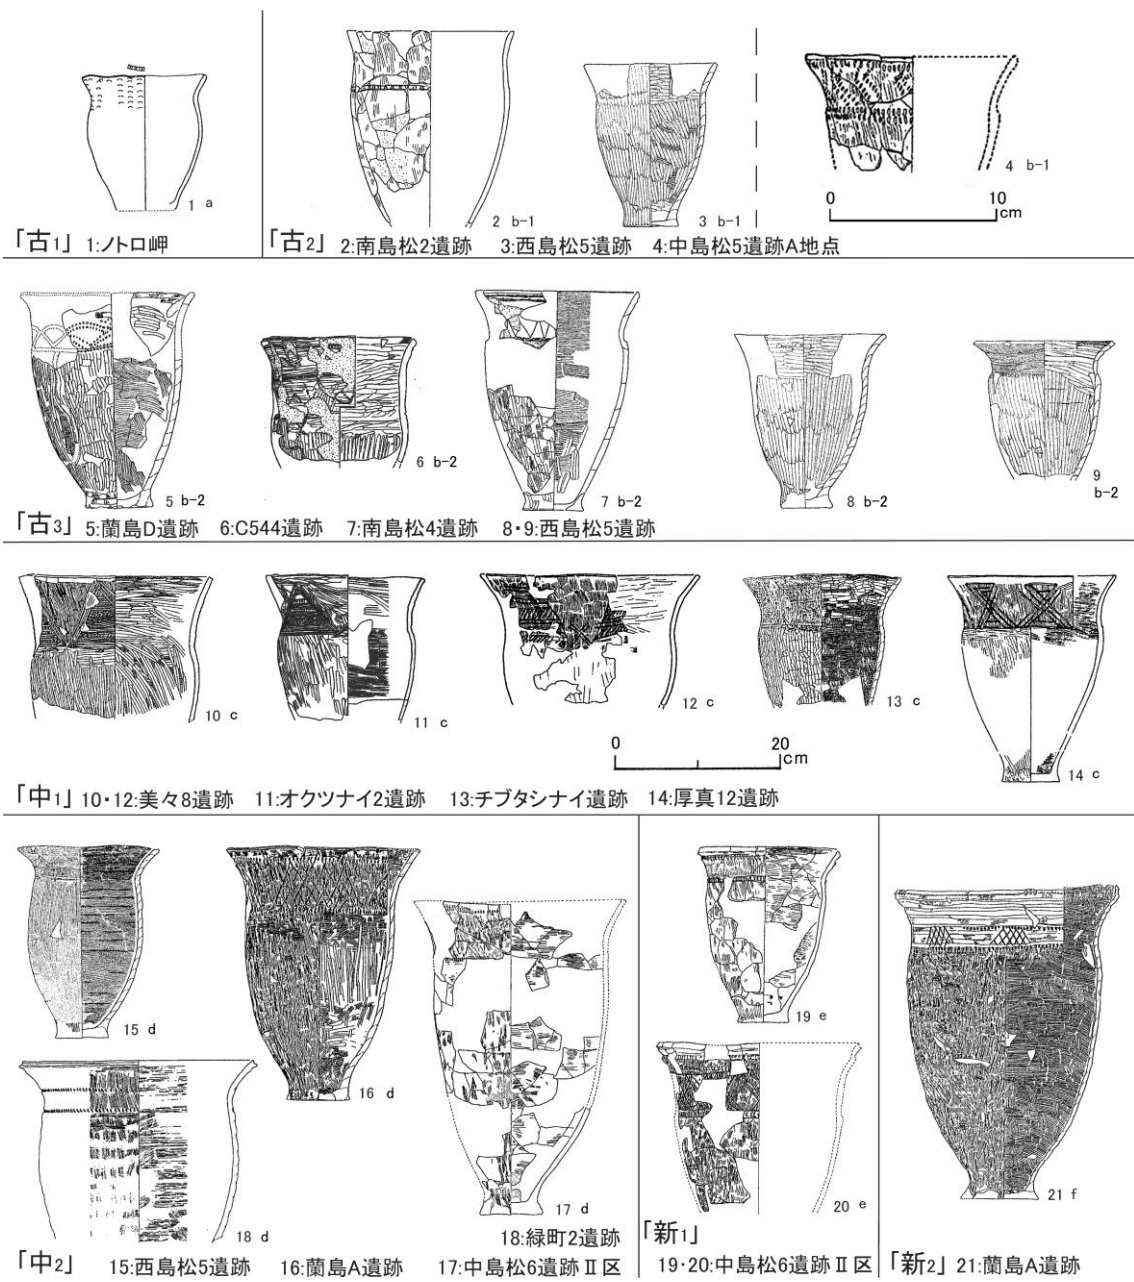 1 a
2 b-1
3 b-1
4 b-1
0 10
cm
「古1」 1:ノトロ岬
「古2」 2:南島松2遺跡 3:西島松5遺跡 4:中島松5遺跡A地点
5 b-2
6 b-2
7 b-2
8 b-2
9
b-2
「古3」 5:蘭島D遺跡 6:C544遺跡 7:南島松4遺跡 8・9:西島松5遺跡
10 c
11 c
12 c
13 c
14 c
0 20
cm
「中1」 10・12:美々8遺跡 11:オクツナイ2遺跡 13:チブタシナイ遺跡 14:厚真12遺跡
15 d
16 d
17 d
18 d
18:緑町2遺跡
「中2」 15:西島松5遺跡 16:蘭島A遺跡 17:中島松6遺跡Ⅱ区
19 e
20 e
「新1」
19・20:中島松6遺跡Ⅱ区
21 f
「新2」 21:蘭島A遺跡